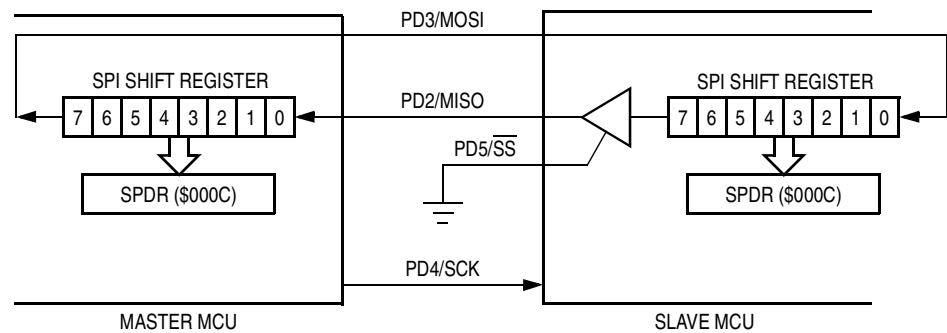 PD3/MOSI
SPI SHIFT REGISTER
SPI SHIFT REGISTER
7 6 5 4 3 2 1 0
PD2/MISO
7 6 5 4 3 2 1 0
PD5/S̅S̅
SPDR ($000C)
SPDR ($000C)
PD4/SCK
MASTER MCU
SLAVE MCU